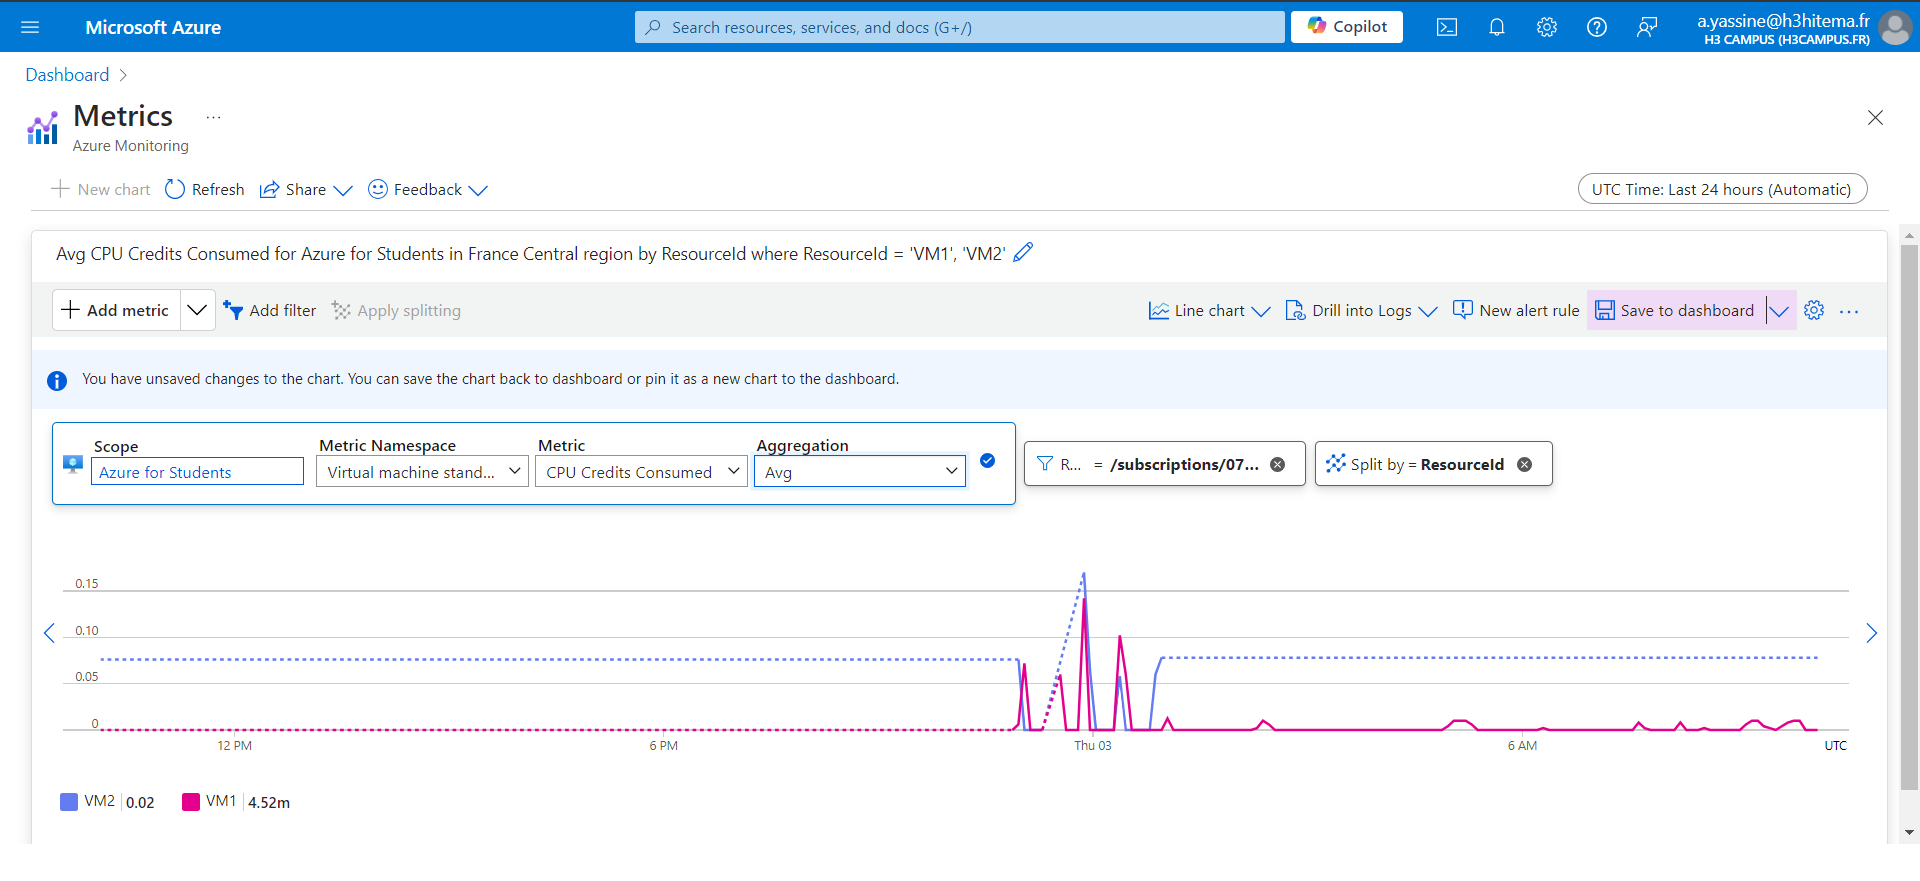 Microsoft Azure
Search resources, services, and docs (G+/)
Copilot
a.yassine@h3hitema.fr
H3 CAMPUS (H3CAMPUS.FR)
Dashboard
Metrics
Azure Monitoring
New chart
Refresh
Share
Feedback
UTC Time: Last 24 hours (Automatic)
Avg CPU Credits Consumed for Azure for Students in France Central region by ResourceId where ResourceId = 'VM1', 'VM2'
Add metric
Add filter
Apply splitting
Line chart
Drill into Logs
New alert rule
Save to dashboard
You have unsaved changes to the chart. You can save the chart back to dashboard or pin it as a new chart to the dashboard.
Scope
Metric Namespace
Metric
Aggregation
Azure for Students
Virtual machine stand...
CPU Credits Consumed
Avg
R... = /subscriptions/07...
Split by = ResourceId
0.15
0.10
0.05
0
12 PM
6 PM
Thu 03
6 AM
UTC
VM2 0.02
VM1 4.52m